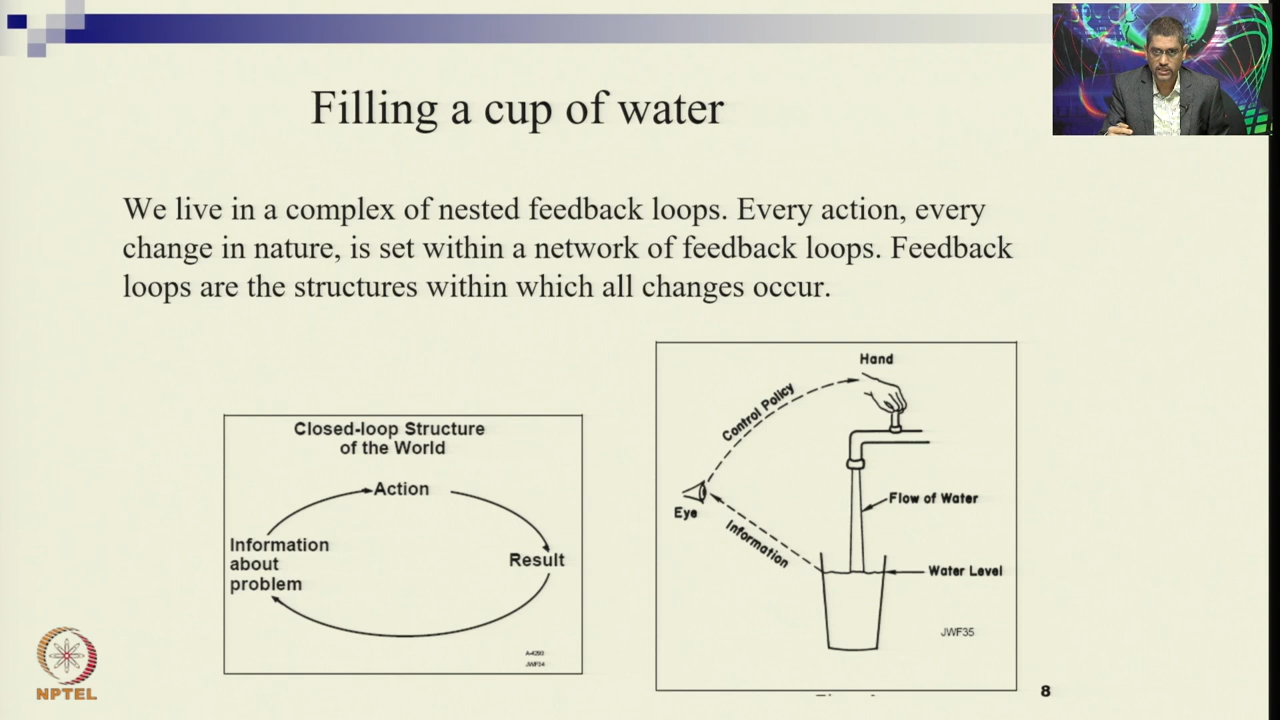 Filling a cup of water
We live in a complex of nested feedback loops. Every action, every
change in nature, is set within a network of feedback loops. Feedback
loops are the structures within which all changes occur.
Closed-loop Structure
of the World
Action
Information
about
problem
Result
A-4280
JWF34
Hand
Control Policy
Eye
Information
Flow of Water
Water Level
JWF35
NPTEL
8